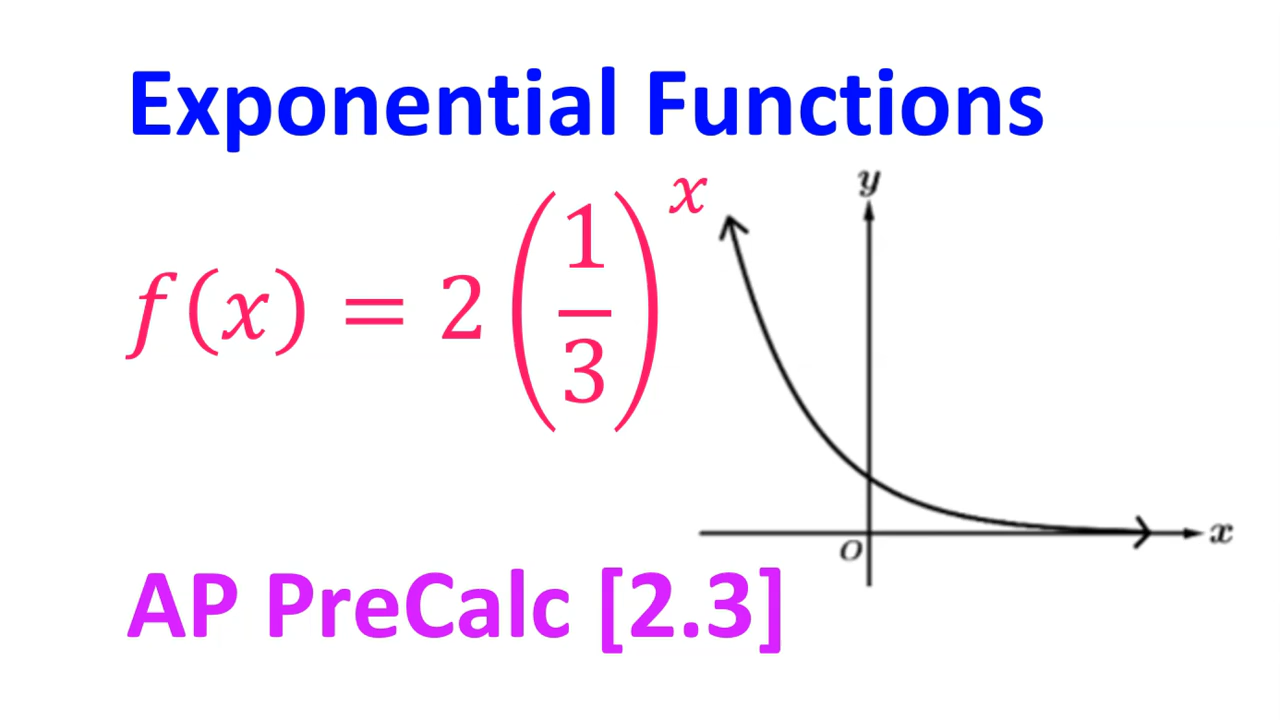 Exponential Functions
f(x) = 2(1/3)^x
y
x
O
AP PreCalc [2.3]